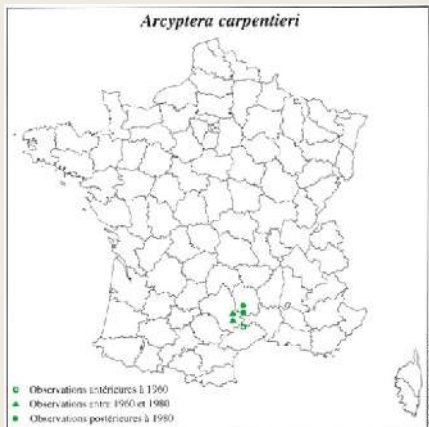 Arcyptera carpentieri
Observations antérieures à 1960
Observations entre 1960 et 1980
Observations postérieures à 1980